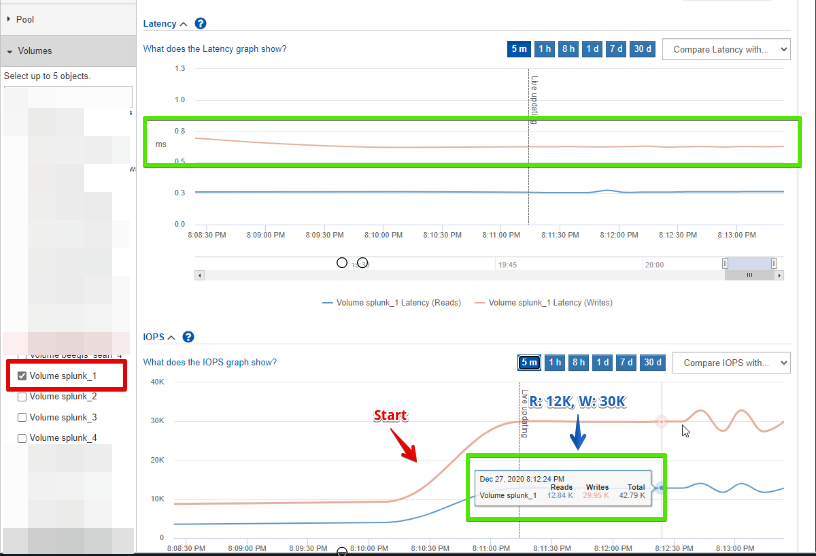 Pool
Volumes
Select up to 5 objects.
Volume splunk_1
Volume splunk_2
Volume splunk_3
Volume splunk_4
Latency
What does the Latency graph show?
5 m 1 h 8 h 1 d 7 d 30 d
Compare Latency with...
1.3
1.0
0.8
ms
0.5
0.3
0.0
Live updating
8:08:30 PM 8:09:00 PM 8:09:30 PM 8:10:00 PM 8:10:30 PM 8:11:00 PM 8:11:30 PM 8:12:00 PM 8:12:30 PM 8:13:00 PM
19:45 20:00
Volume splunk_1 Latency (Reads) Volume splunk_1 Latency (Writes)
IOPS
What does the IOPS graph show?
5 m 1 h 8 h 1 d 7 d 30 d
Compare IOPS with...
40K
30K
20K
10K
0
Start
Live updating
R: 12K, W: 30K
Dec 27, 2020 8:12:24 PM
Reads Writes Total
Volume splunk_1 12.84 K 29.95 K 42.79 K
8:08:30 PM 8:09:00 PM 8:09:30 PM 8:10:00 PM 8:10:30 PM 8:11:00 PM 8:11:30 PM 8:12:00 PM 8:12:30 PM 8:13:00 PM